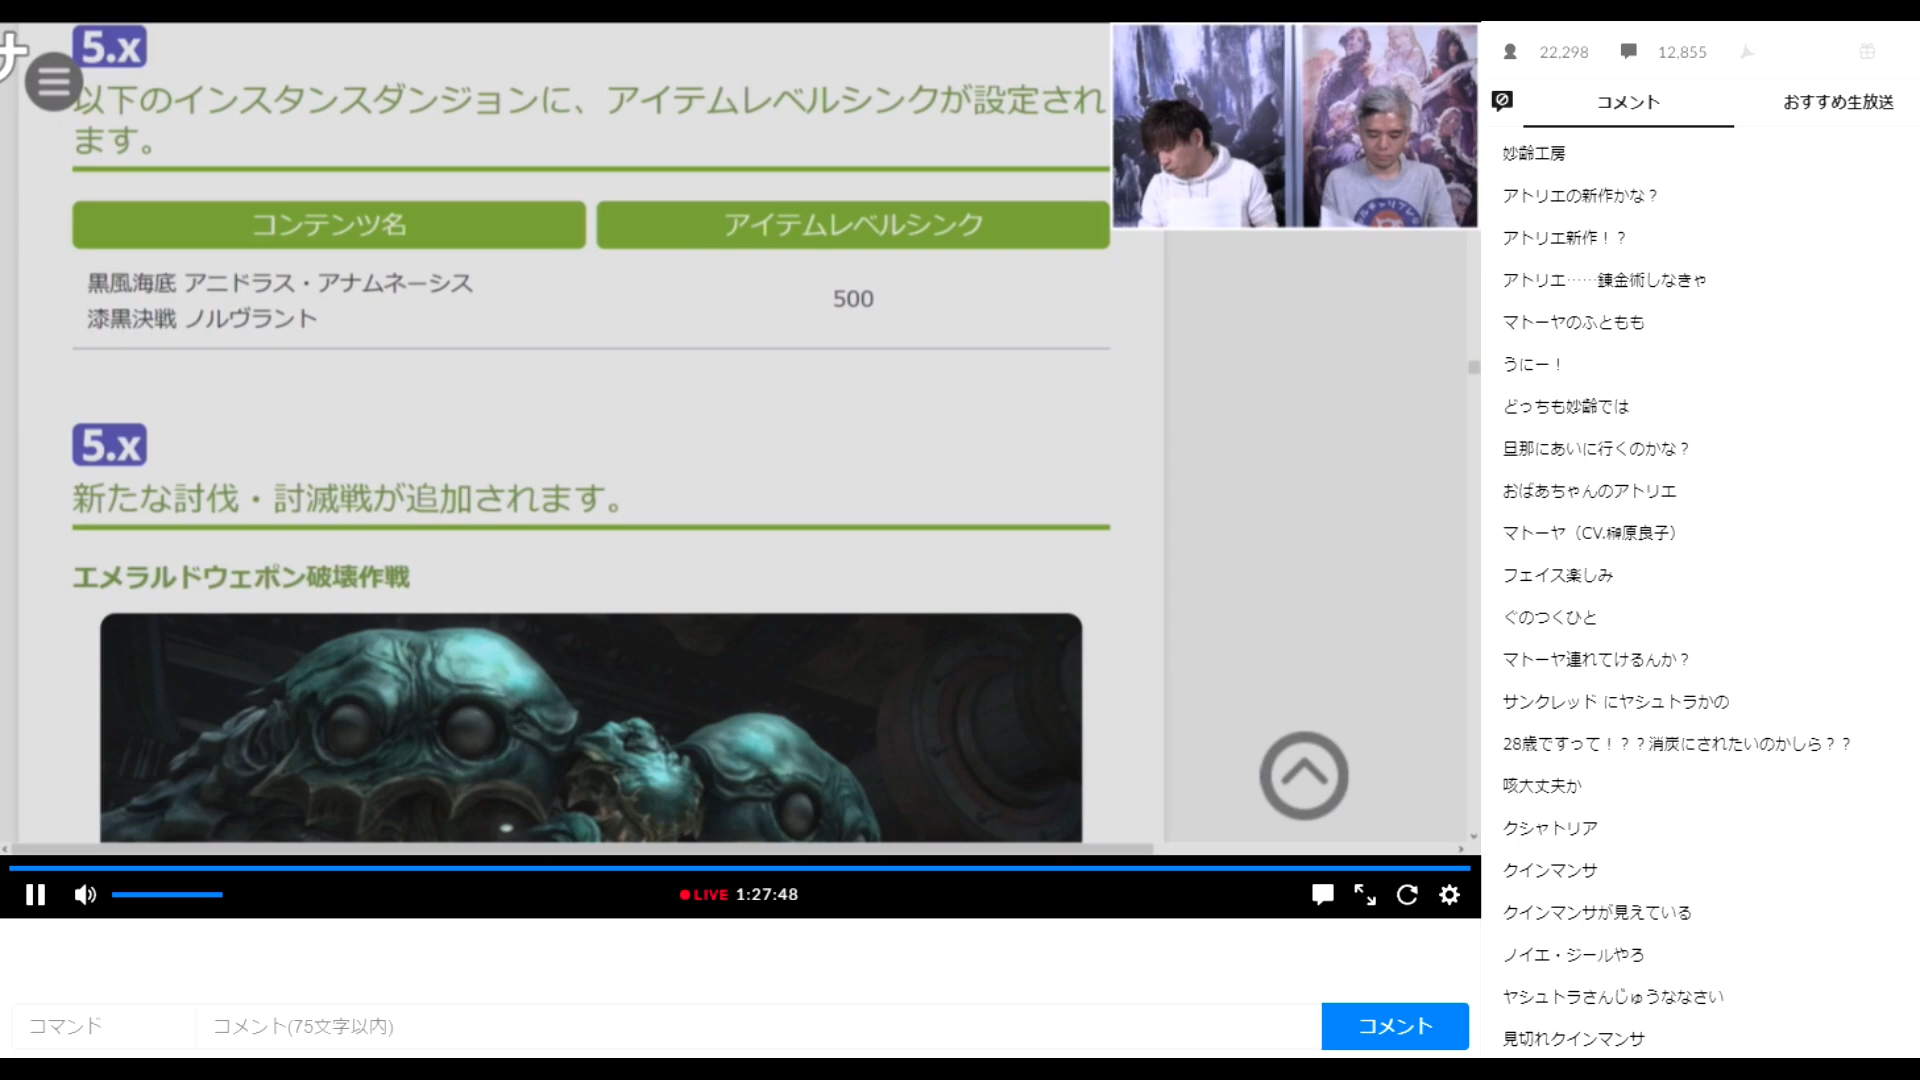 ナ
5.x
以下のインスタンスダンジョンに、アイテムレベルシンクが設定され
ます。
コンテンツ名
アイテムレベルシンク
黒風海底 アニドラス・アナムネーシス
漆黒決戦 ノルヴラント
500
5.x
新たな討伐・討滅戦が追加されます。
エメラルドウェポン破壊作戦
LIVE 1:27:48
コマンド
コメント(75文字以内)
コメント
22,298
12,855
コメント
おすすめ生放送
妙齢工房
アトリエの新作かな？
アトリエ新作！？
アトリエ……錬金術しなきゃ
マトーヤのふともも
うにー！
どっちも妙齢では
旦那にあいに行くのかな？
おばあちゃんのアトリエ
マトーヤ（CV.榊原良子）
フェイス楽しみ
ぐのつくひと
マトーヤ連れてけるんか？
サンクレッド にヤシュトラかの
28歳ですって！？？消炭にされたいのかしら？？
咳大丈夫か
クシャトリア
クインマンサ
クインマンサが見えている
ノイエ・ジールやろ
ヤシュトラさんじゅうななさい
見切れクインマンサ